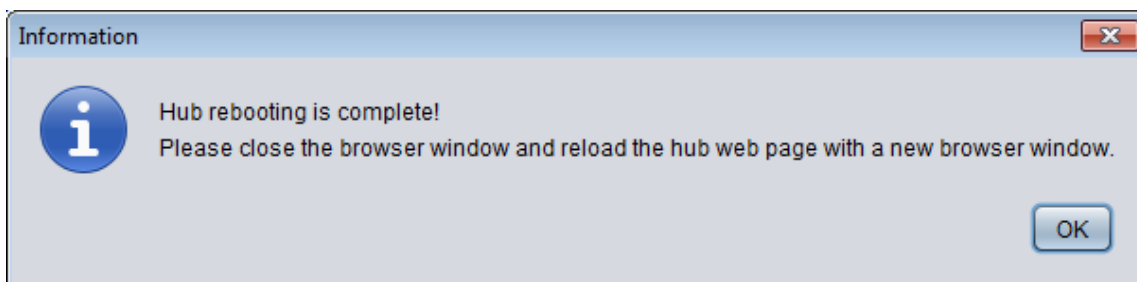 Information
Hub rebooting is complete!
Please close the browser window and reload the hub web page with a new browser window.
OK